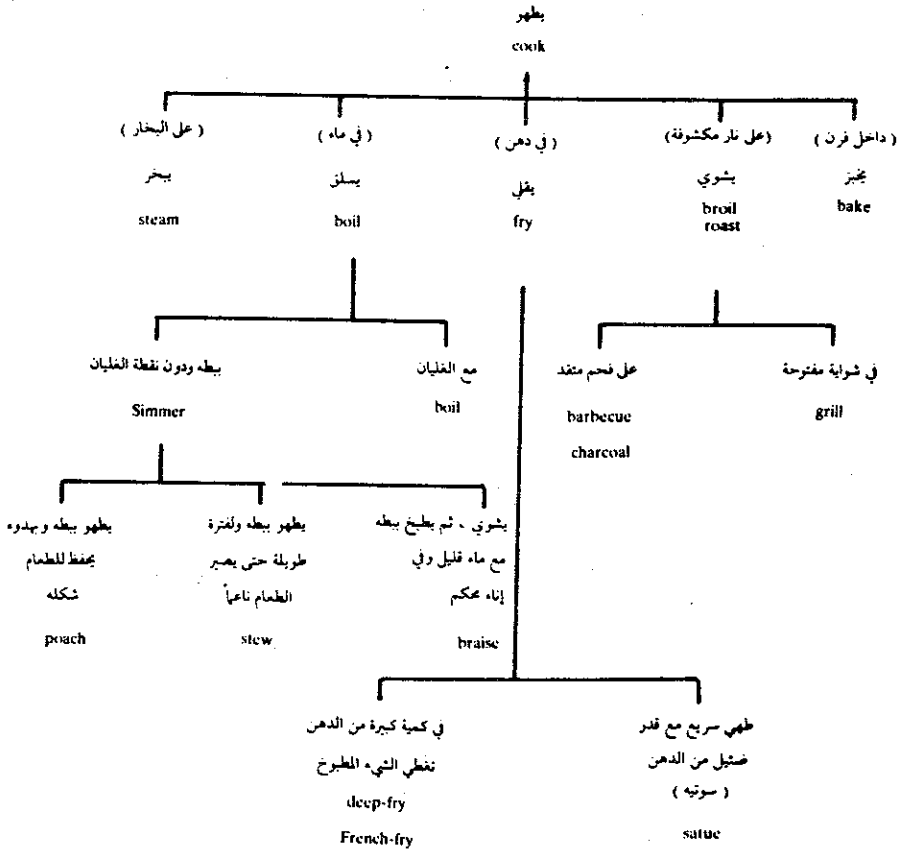 يطهو
cook
( داخل فرن )
يخبز
bake
(على نار مكشوفة)
يشوي
broil
roast
( في دهن )
يقلي
fry
( في ماء )
يسلق
boil
( على البخار )
يبخر
steam
في شواية مفتوحة
grill
على فحم متقد
barbecue
charcoal
مع الغليان
boil
ببطء ودون نقطة الغليان
Simmer
يشوي ، ثم يطبخ ببطء
مع ماء قليل وفي
إناء محكم
braise
يطهو ببطء ولفترة
طويلة حتى يصير
الطعام ناعماً
stew
يطهو ببطء وبهدوء
يحفظ للطعام
شكله
poach
طهي سريع مع قدر
ضئيل من الدهن
( سوتيه )
satue
في كمية كبيرة من الدهن
تغطي الشيء المطبوخ
deep-fry
French-fry